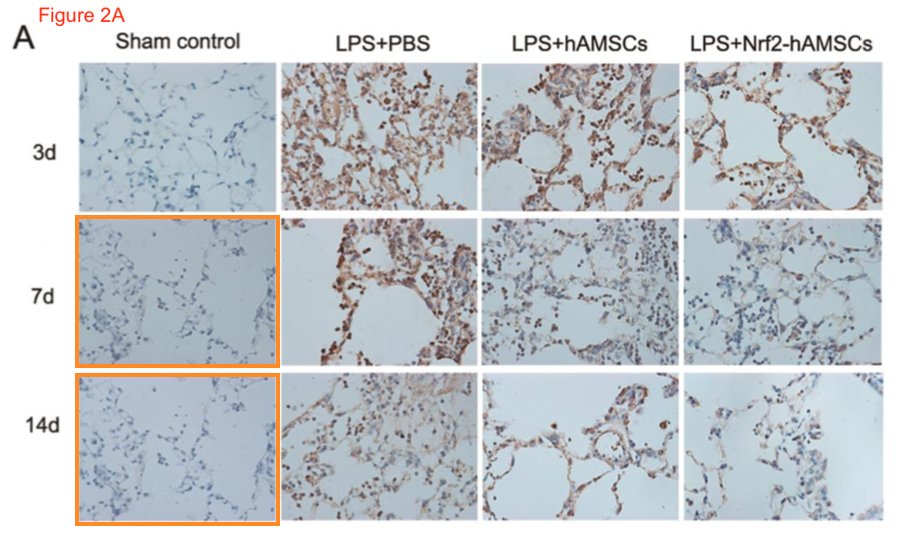 Figure 2A
A
Sham control LPS+PBS LPS+hAMSCs LPS+Nrf2-hAMSCs
3d
7d
14d